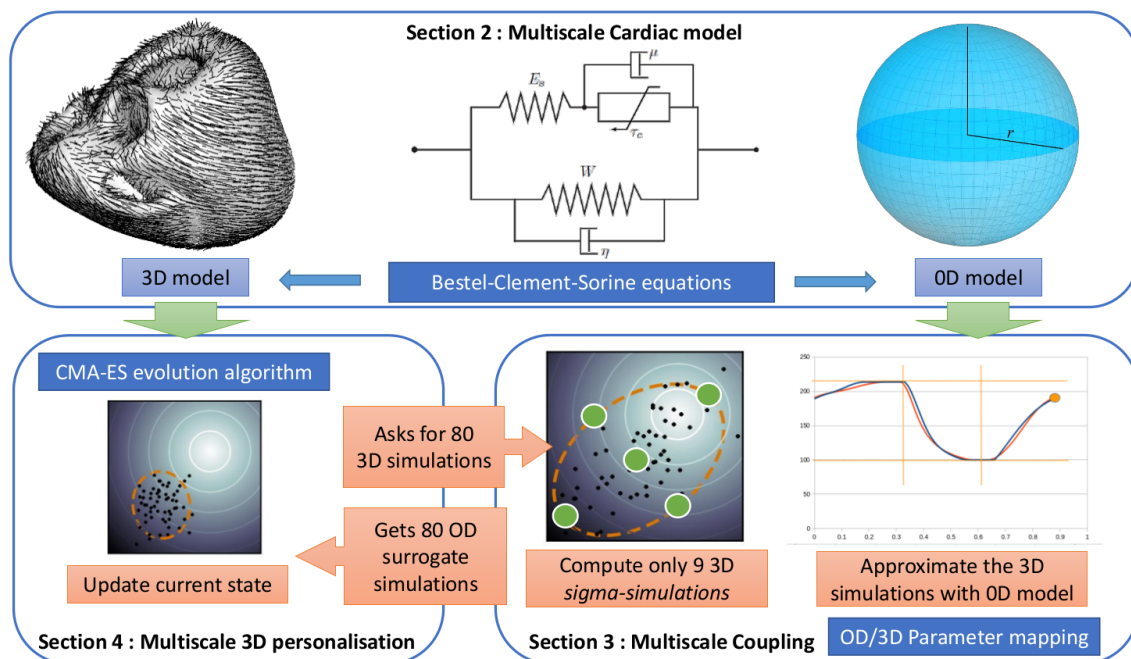 Section 2 : Multiscale Cardiac model
μ
E_s
τ_c
W
η
r
3D model
Bestel-Clement-Sorine equations
0D model
CMA-ES evolution algorithm
Asks for 80
3D simulations
Gets 80 OD
surrogate
simulations
Update current state
Section 4 : Multiscale 3D personalisation
Compute only 9 3D
sigma-simulations
250
200
150
100
50
0
0 0.1 0.2 0.3 0.4 0.5 0.6 0.7 0.8 0.9 1
Approximate the 3D
simulations with 0D model
OD/3D Parameter mapping
Section 3 : Multiscale Coupling